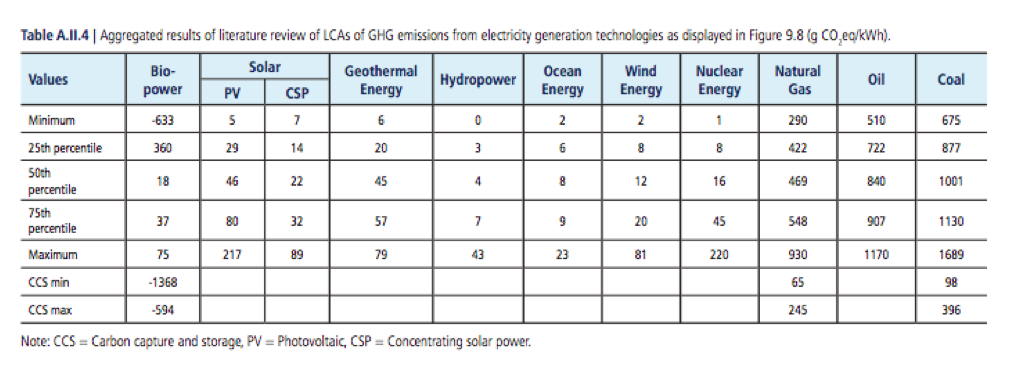 Table A.II.4 | Aggregated results of literature review of LCAs of GHG emissions from electricity generation technologies as displayed in Figure 9.8 (g CO2eq/kWh).
Values Bio-power Solar Geothermal Energy Hydropower Ocean Energy Wind Energy Nuclear Energy Natural Gas Oil Coal
PV CSP
Minimum -633 5 7 6 0 2 2 1 290 510 675
25th percentile 360 29 14 20 3 6 8 8 422 722 877
50th percentile 18 46 22 45 4 8 12 16 469 840 1001
75th percentile 37 80 32 57 7 9 20 45 548 907 1130
Maximum 75 217 89 79 43 23 81 220 930 1170 1689
CCS min -1368 65 98
CCS max -594 245 396
Note: CCS = Carbon capture and storage, PV = Photovoltaic, CSP = Concentrating solar power.